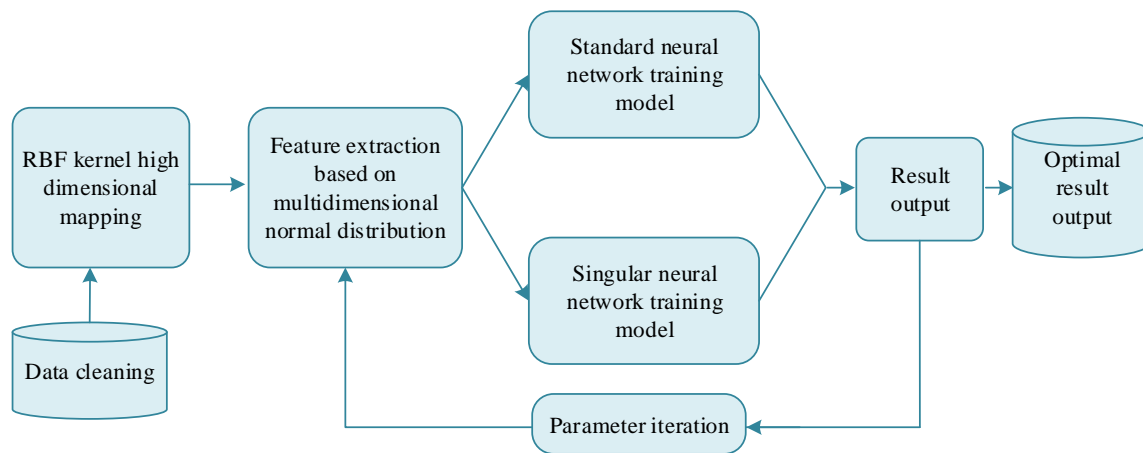 RBF kernel high
dimensional
mapping
Data cleaning
Feature extraction
based on
multidimensional
normal distribution
Standard neural
network training
model
Singular neural
network training
model
Result
output
Optimal
result
output
Parameter iteration